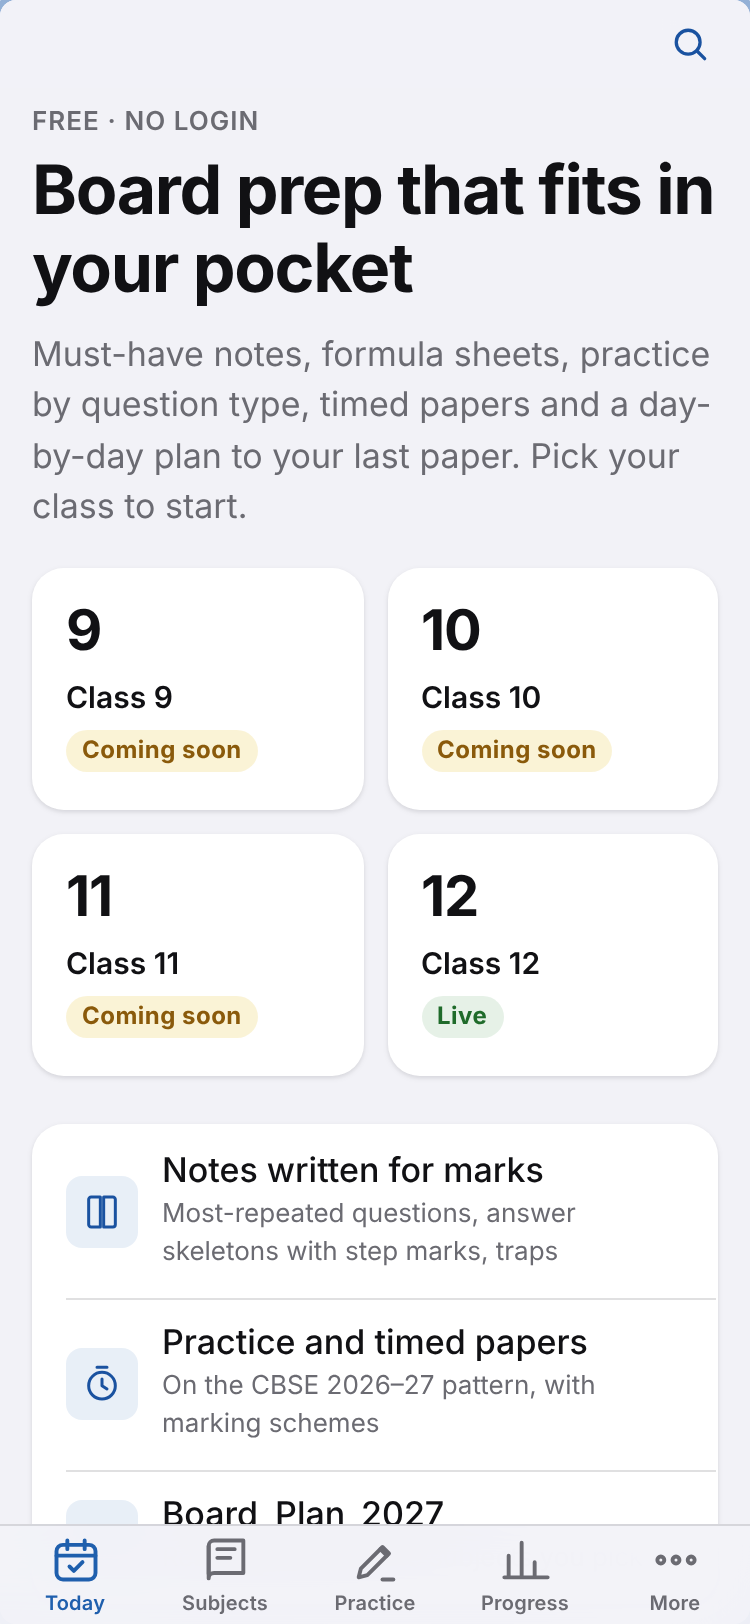 FREE · NO LOGIN
Board prep that fits in
your pocket
Must-have notes, formula sheets, practice
by question type, timed papers and a day-
by-day plan to your last paper. Pick your
class to start.
9
Class 9
Coming soon
10
Class 10
Coming soon
11
Class 11
Coming soon
12
Class 12
Live
Notes written for marks
Most-repeated questions, answer
skeletons with step marks, traps
Practice and timed papers
On the CBSE 2026–27 pattern, with
marking schemes
Board Plan 2027
Today
Subjects
Practice
Progress
More